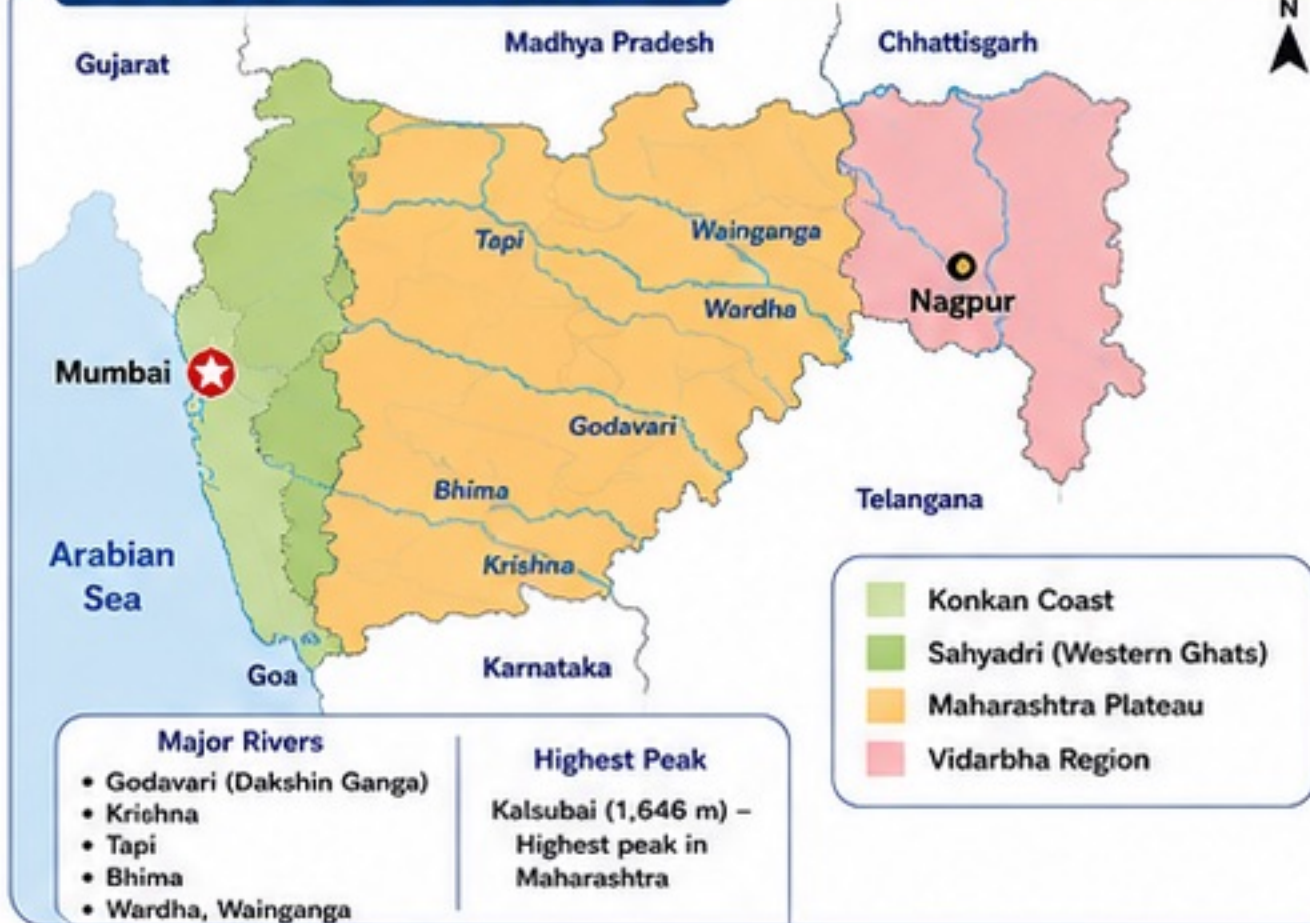 N
Madhya Pradesh
Chhattisgarh
Gujarat
Wainganga
Tapi
Nagpur
Wardha
Mumbai
Godavari
Bhima
Telangana
Arabian
Sea
Krishna
Karnataka
Goa
Konkan Coast
Sahyadri (Western Ghats)
Maharashtra Plateau
Vidarbha Region
Major Rivers
• Godavari (Dakshin Ganga)
• Krishna
• Tapi
• Bhima
• Wardha, Wainganga
Highest Peak
Kalsubai (1,646 m) –
Highest peak in
Maharashtra